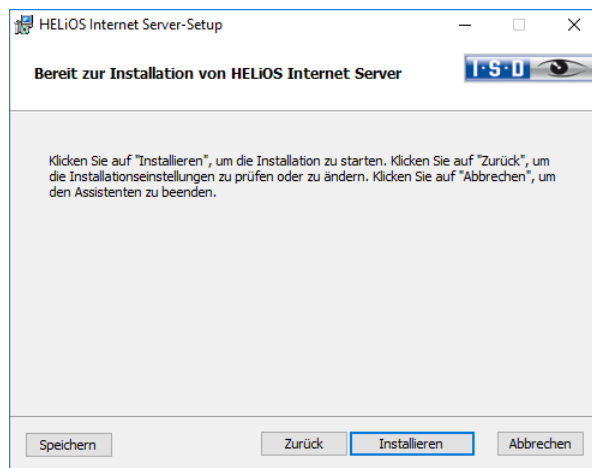 HELiOS Internet Server-Setup
Bereit zur Installation von HELiOS Internet Server
I·S·D
Klicken Sie auf "Installieren", um die Installation zu starten. Klicken Sie auf "Zurück", um
die Installationseinstellungen zu prüfen oder zu ändern. Klicken Sie auf "Abbrechen", um
den Assistenten zu beenden.
Speichern
Zurück
Installieren
Abbrechen